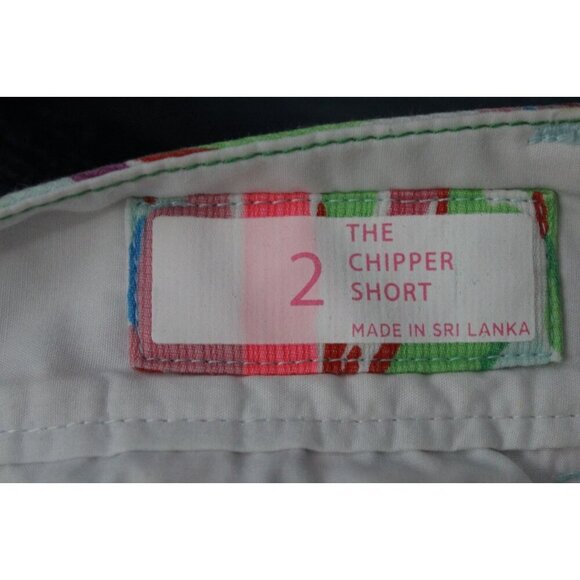 2
THE
CHIPPER
SHORT
MADE IN SRI LANKA